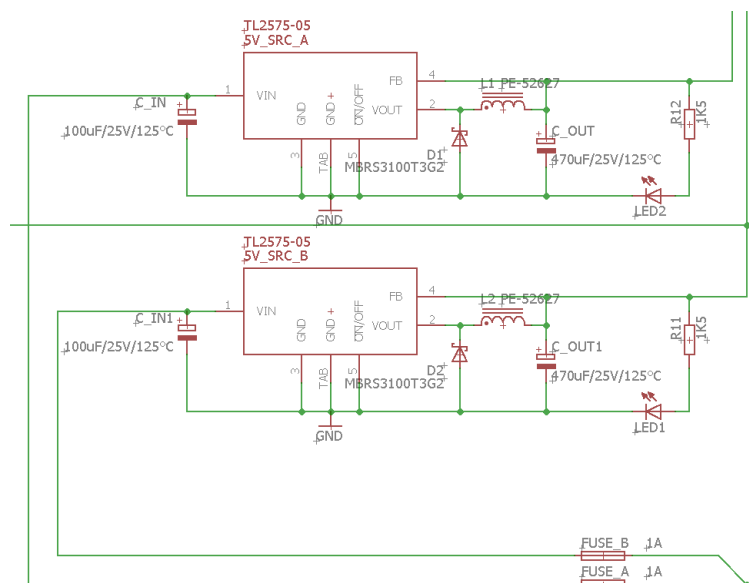 TL2575-05
5V_SRC_A
1
VIN
FB
4
VOUT
2
GND
GND
ON/OFF
3
TAB
5
C_IN
+
100uF/25V/125°C
L1 PE-52627
D1
MBRS3100T3G2
C_OUT
+
470uF/25V/125°C
R12
1K5
LED2
GND
TL2575-05
5V_SRC_B
1
VIN
FB
4
VOUT
2
GND
GND
ON/OFF
3
TAB
5
C_IN1
+
100uF/25V/125°C
L2 PE-52627
D2
MBRS3100T3G2
C_OUT1
+
470uF/25V/125°C
R11
1K5
LED1
GND
FUSE_B 1A
FUSE_A 1A